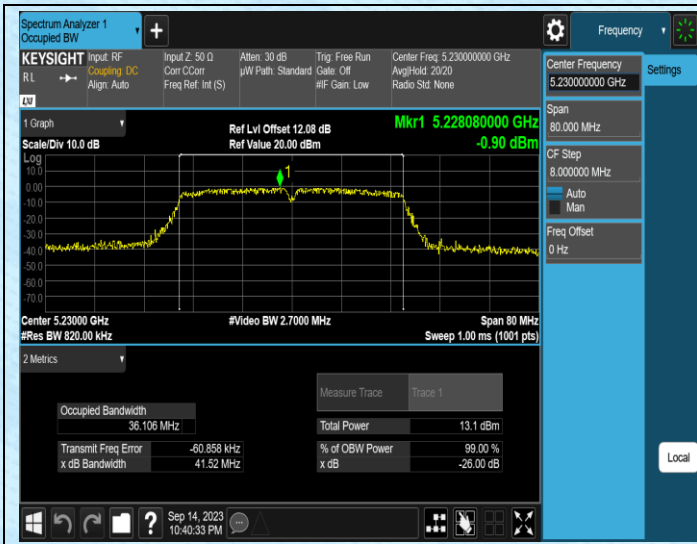 Spectrum Analyzer 1
Occupied BW
+
Frequency
KEYSIGHT
RL
LXI
Input: RF
Coupling: DC
Align: Auto
Input Z: 50 Ω
Corr CCorr
Freq Ref: Int (S)
Atten: 30 dB
µW Path: Standard
Trig: Free Run
Gate: Off
#IF Gain: Low
Center Freq: 5.230000000 GHz
Avg|Hold: 20/20
Radio Std: None
Center Frequency
5.230000000 GHz
Settings
Span
80.000 MHz
CF Step
8.000000 MHz
Auto
Man
Freq Offset
0 Hz
Local
1 Graph
Scale/Div 10.0 dB
Ref Lvl Offset 12.08 dB
Ref Value 20.00 dBm
Mkr1 5.228080000 GHz
-0.90 dBm
Log
10.0
0.00
-10.0
-20.0
-30.0
-40.0
-50.0
-60.0
-70.0
1
Center 5.23000 GHz
#Res BW 820.00 kHz
#Video BW 2.7000 MHz
Span 80 MHz
Sweep 1.00 ms (1001 pts)
2 Metrics
Measure Trace
Trace 1
Occupied Bandwidth
36.106 MHz
Total Power
13.1 dBm
Transmit Freq Error
-60.858 kHz
% of OBW Power
99.00 %
x dB Bandwidth
41.52 MHz
x dB
-26.00 dB
?
Sep 14, 2023
10:40:33 PM